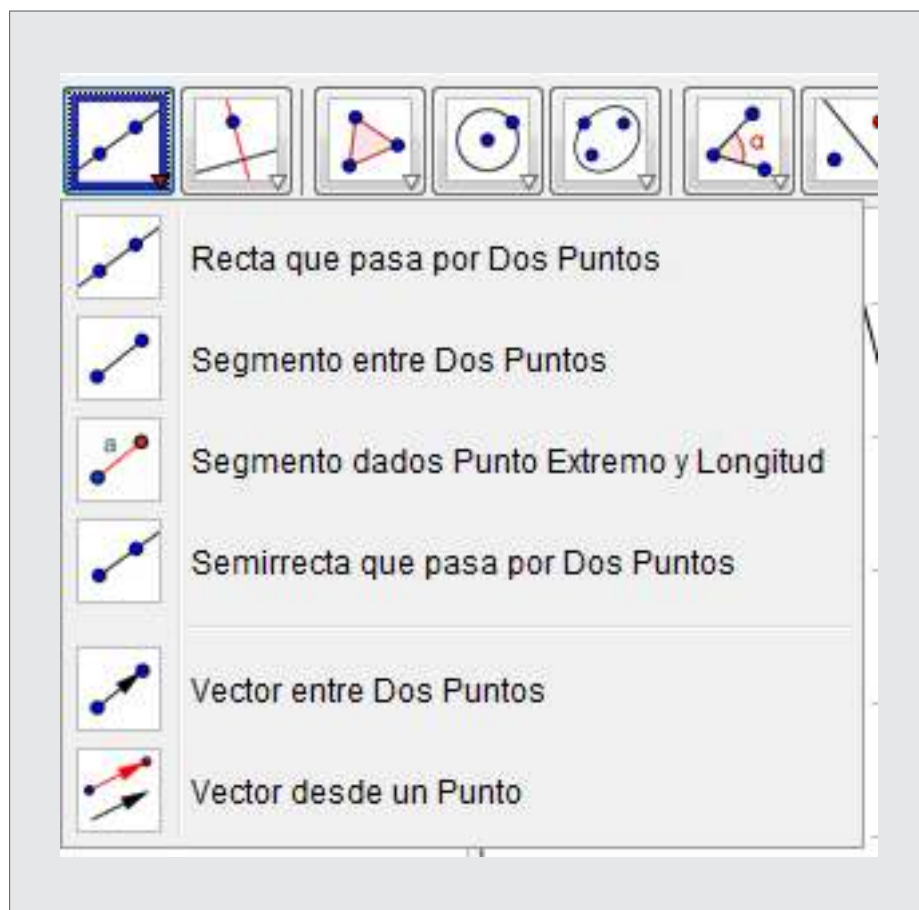 α
Recta que pasa por Dos Puntos
Segmento entre Dos Puntos
a
Segmento dados Punto Extremo y Longitud
Semirrecta que pasa por Dos Puntos
Vector entre Dos Puntos
Vector desde un Punto